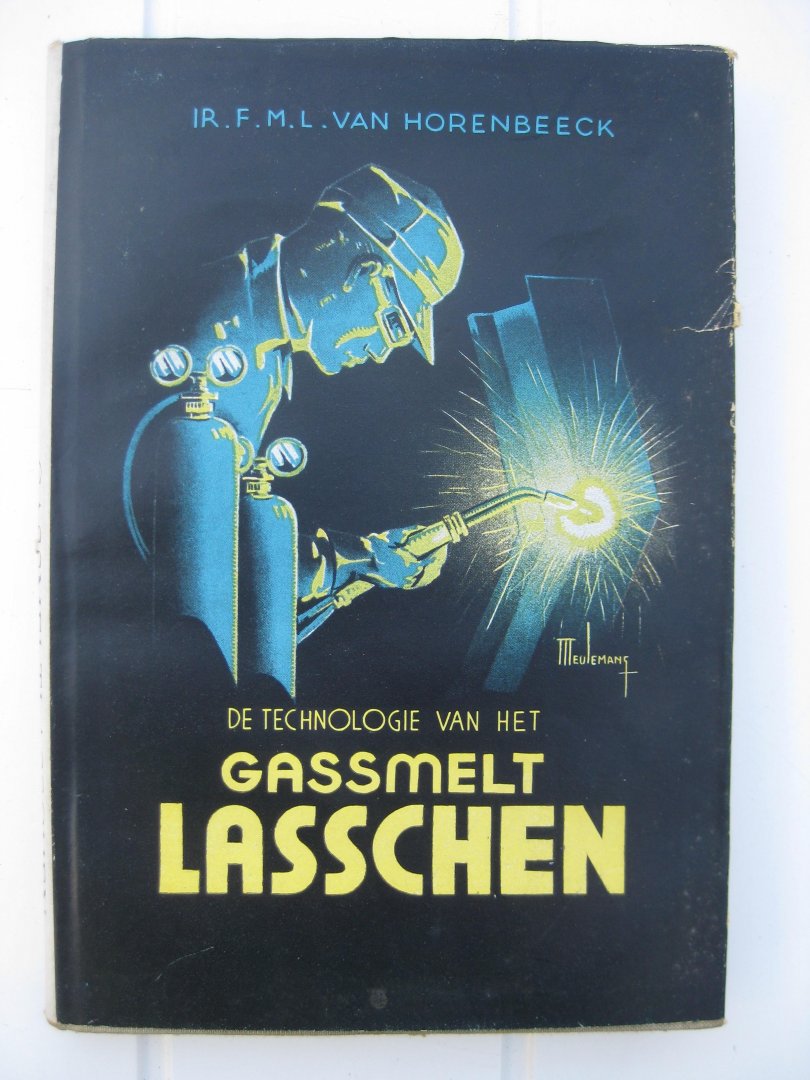 IR. F. M. L. VAN HORENBEECK
MEULEMANS
DE TECHNOLOGIE VAN HET
GASSMELT
LASSCHEN